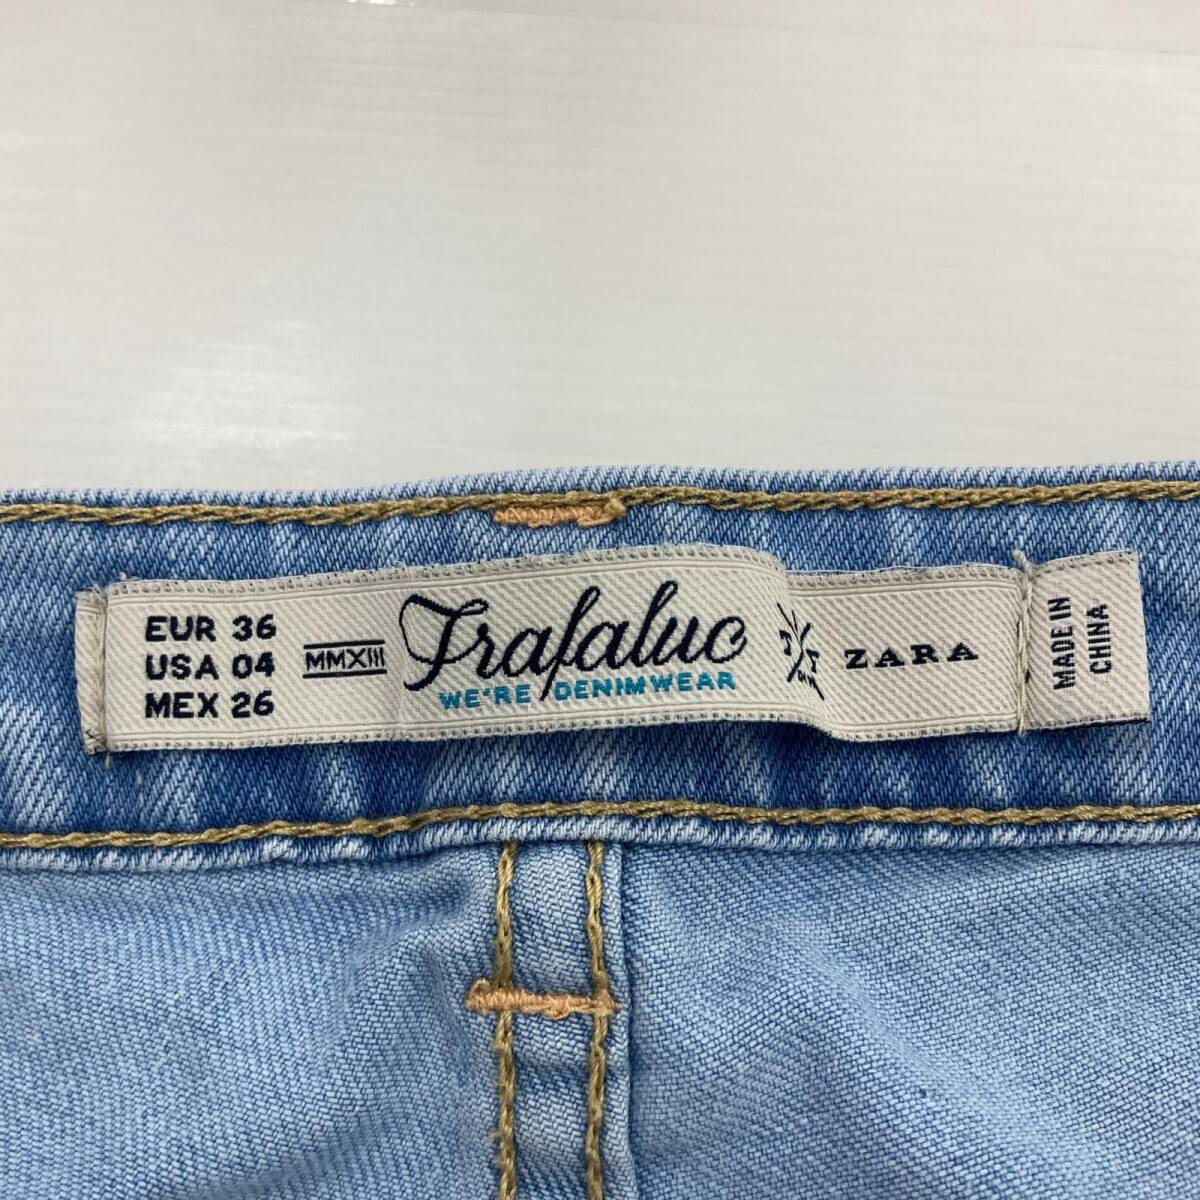 EUR 36
USA 04
MEX 26
MMXIII
Trafaluc
WE'RE DENIMWEAR
ZARA
MADE IN
CHINA